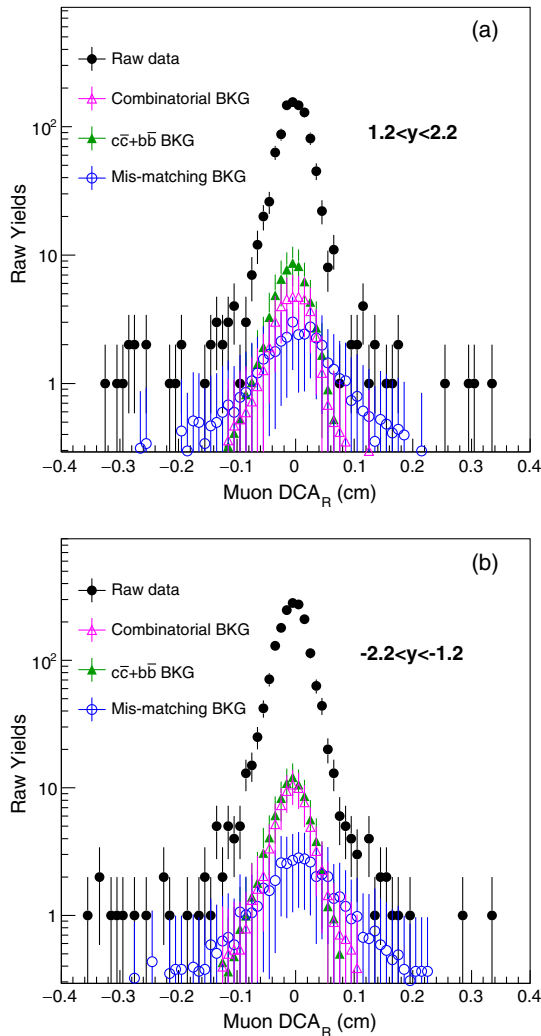 (a)
Raw data
Combinatorial BKG
cc̅+bb̅ BKG
Mis-matching BKG
1.2<y<2.2
Raw Yields
10²
10
1
−0.4 −0.3 −0.2 −0.1 0 0.1 0.2 0.3 0.4
Muon DCA_R (cm)
(b)
Raw data
Combinatorial BKG
cc̅+bb̅ BKG
Mis-matching BKG
-2.2<y<-1.2
Raw Yields
10²
10
1
−0.4 −0.3 −0.2 −0.1 0 0.1 0.2 0.3 0.4
Muon DCA_R (cm)